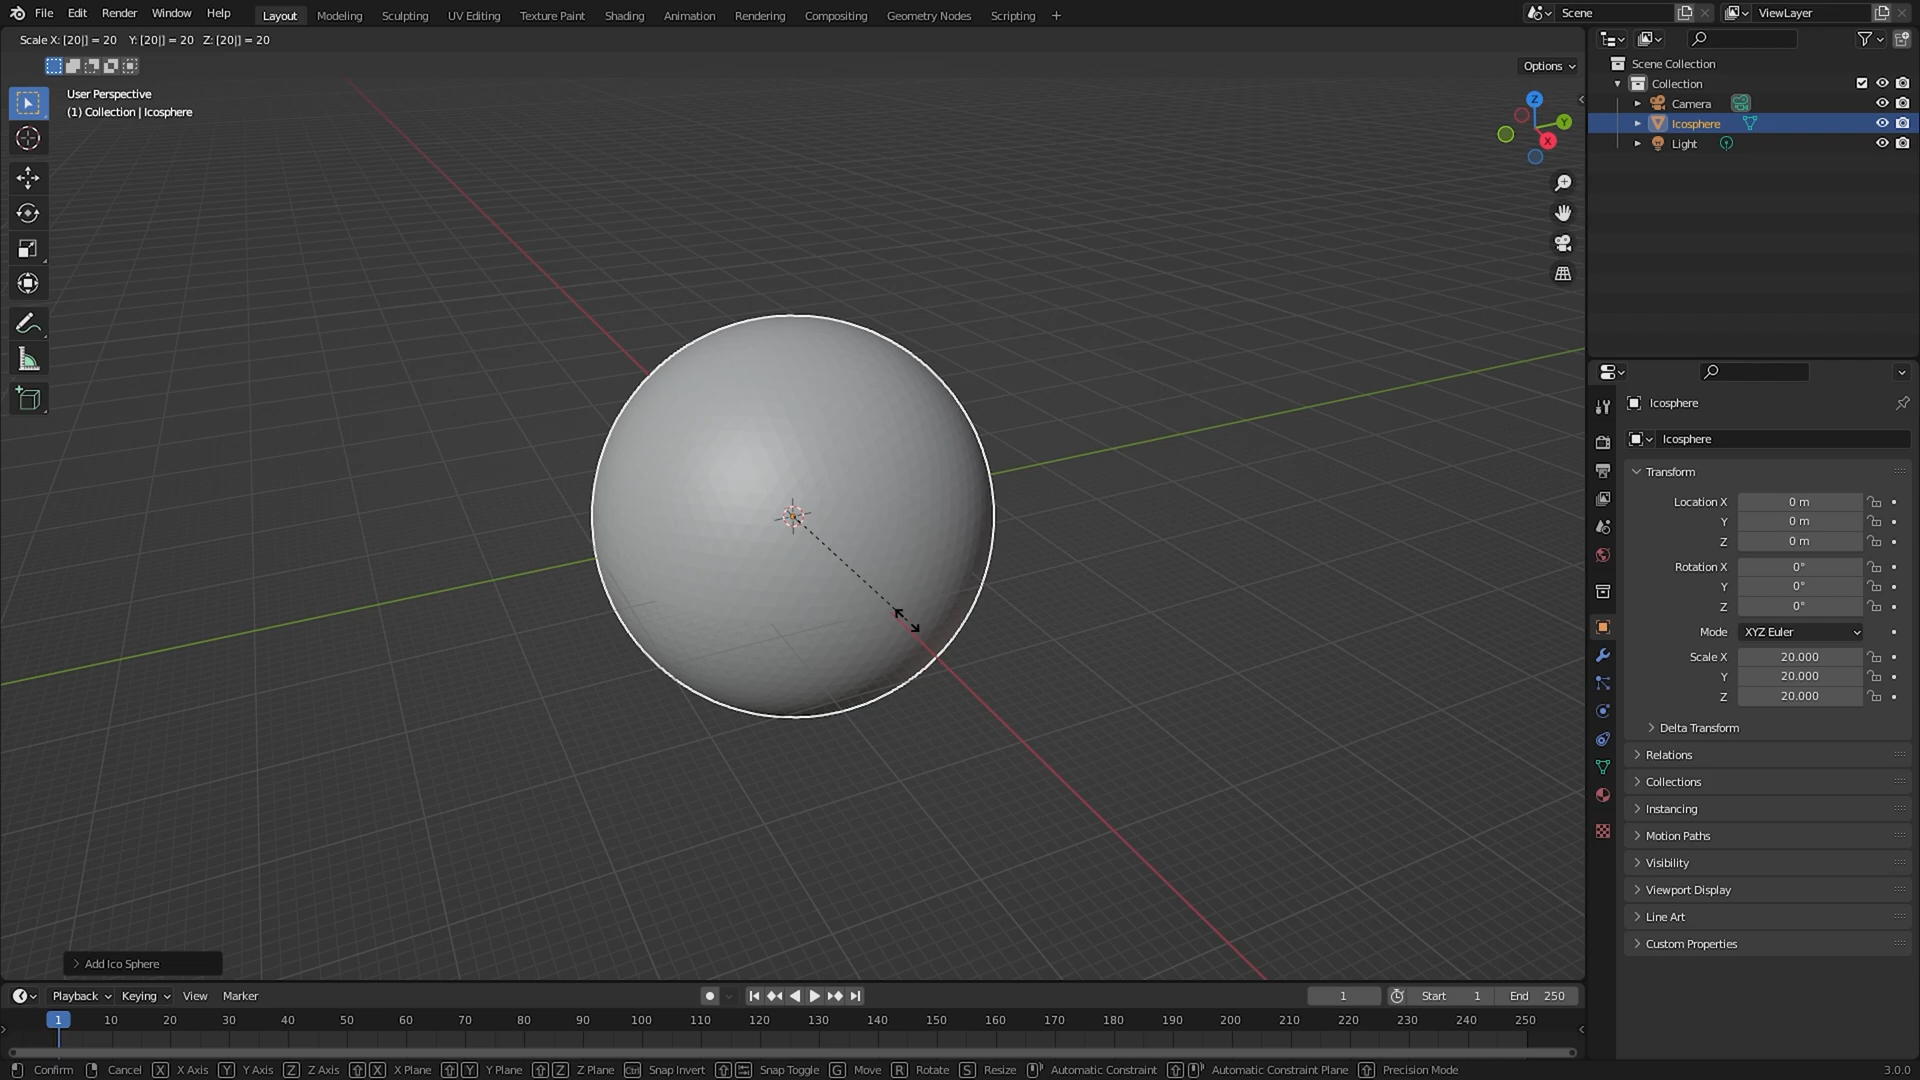 File Edit Render Window Help Layout Modeling Sculpting UV Editing Texture Paint Shading Animation Rendering Compositing Geometry Nodes Scripting + Scene ViewLayer
Scale X: [20|] = 20 Y: [20|] = 20 Z: [20|] = 20
Options
User Perspective
(1) Collection | Icosphere
Z
Y
X
Scene Collection
Collection
Camera
Icosphere
Light
Icosphere
Icosphere
Transform
Location X 0 m
Y 0 m
Z 0 m
Rotation X 0°
Y 0°
Z 0°
Mode XYZ Euler
Scale X 20.000
Y 20.000
Z 20.000
Delta Transform
Relations
Collections
Instancing
Motion Paths
Visibility
Viewport Display
Line Art
Custom Properties
Add Ico Sphere
Playback Keying View Marker 1 Start 1 End 250
1 10 20 30 40 50 60 70 80 90 100 110 120 130 140 150 160 170 180 190 200 210 220 230 240 250
Confirm Cancel X X Axis Y Y Axis Z Z Axis X X Plane Y Y Plane Z Z Plane Ctrl Snap Invert Snap Toggle G Move R Rotate S Resize Automatic Constraint Automatic Constraint Plane Precision Mode 3.0.0